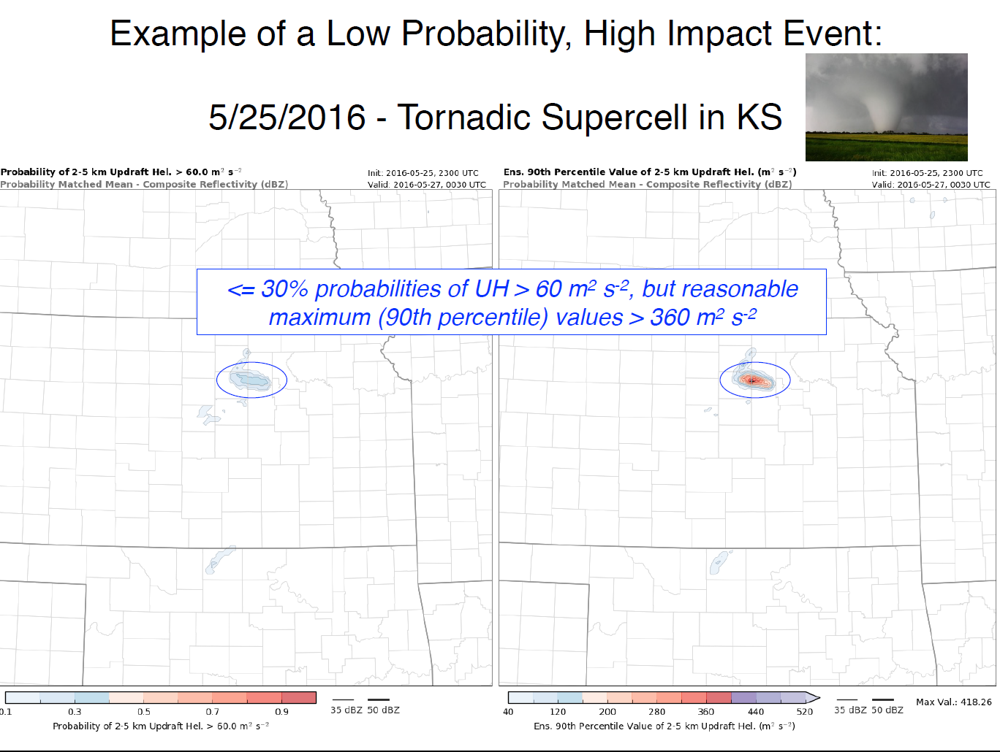 Example of a Low Probability, High Impact Event:
5/25/2016 - Tornadic Supercell in KS
Probability of 2-5 km Updraft Hel. > 60.0 m² s⁻²
Init: 2016-05-25, 2300 UTC
Probability Matched Mean - Composite Reflectivity (dBZ)
Valid: 2016-05-27, 0030 UTC
Ens. 90th Percentile Value of 2-5 km Updraft Hel. (m² s⁻²)
Init: 2016-05-25, 2300 UTC
Probability Matched Mean - Composite Reflectivity (dBZ)
Valid: 2016-05-27, 0030 UTC
<= 30% probabilities of UH > 60 m² s⁻², but reasonable
maximum (90th percentile) values > 360 m² s⁻²
0.1 0.3 0.5 0.7 0.9
35 dBZ 50 dBZ
Probability of 2-5 km Updraft Hel. > 60.0 m² s⁻²
40 120 200 280 360 440 520
35 dBZ 50 dBZ
Max Val.: 418.26
Ens. 90th Percentile Value of 2-5 km Updraft Hel. (m² s⁻²)